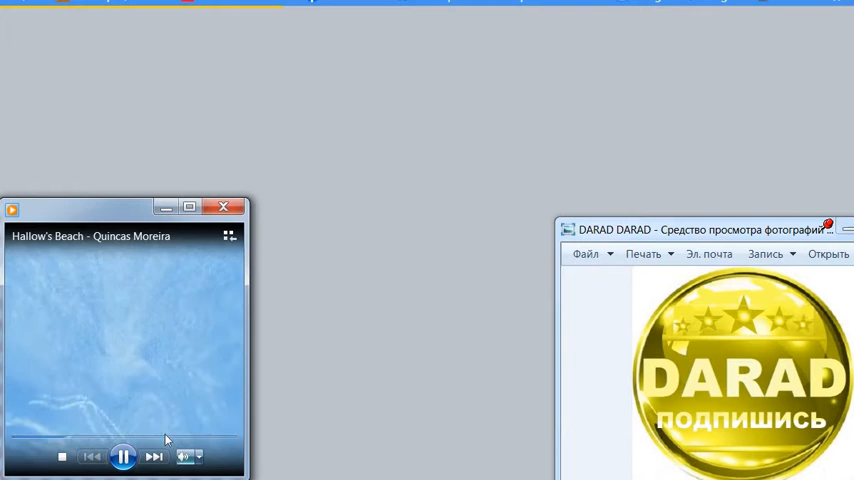 Hallow's Beach - Quincas Moreira
DARAD DARAD - Средство просмотра фотографий ...
Файл Печать Эл. почта Запись Открыть
DARAD
подпишись